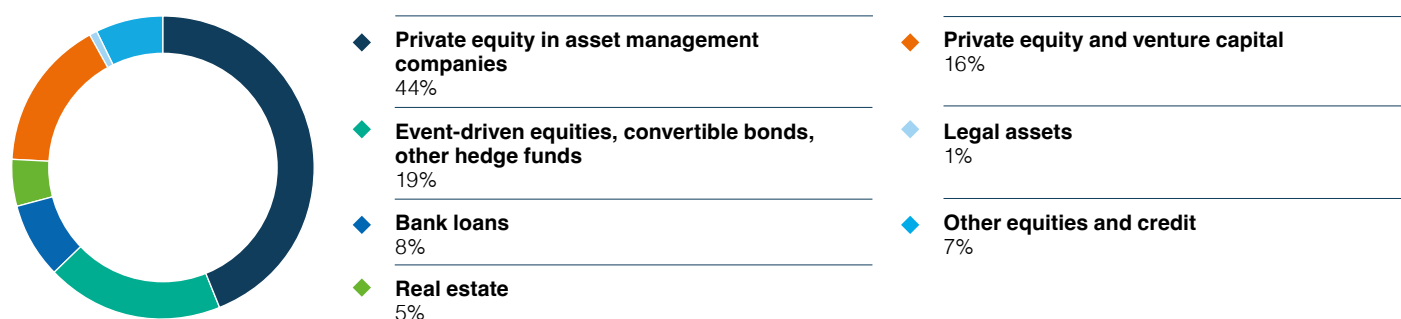 Private equity in asset management
companies
44%
Event-driven equities, convertible bonds,
other hedge funds
19%
Bank loans
8%
Real estate
5%
Private equity and venture capital
16%
Legal assets
1%
Other equities and credit
7%